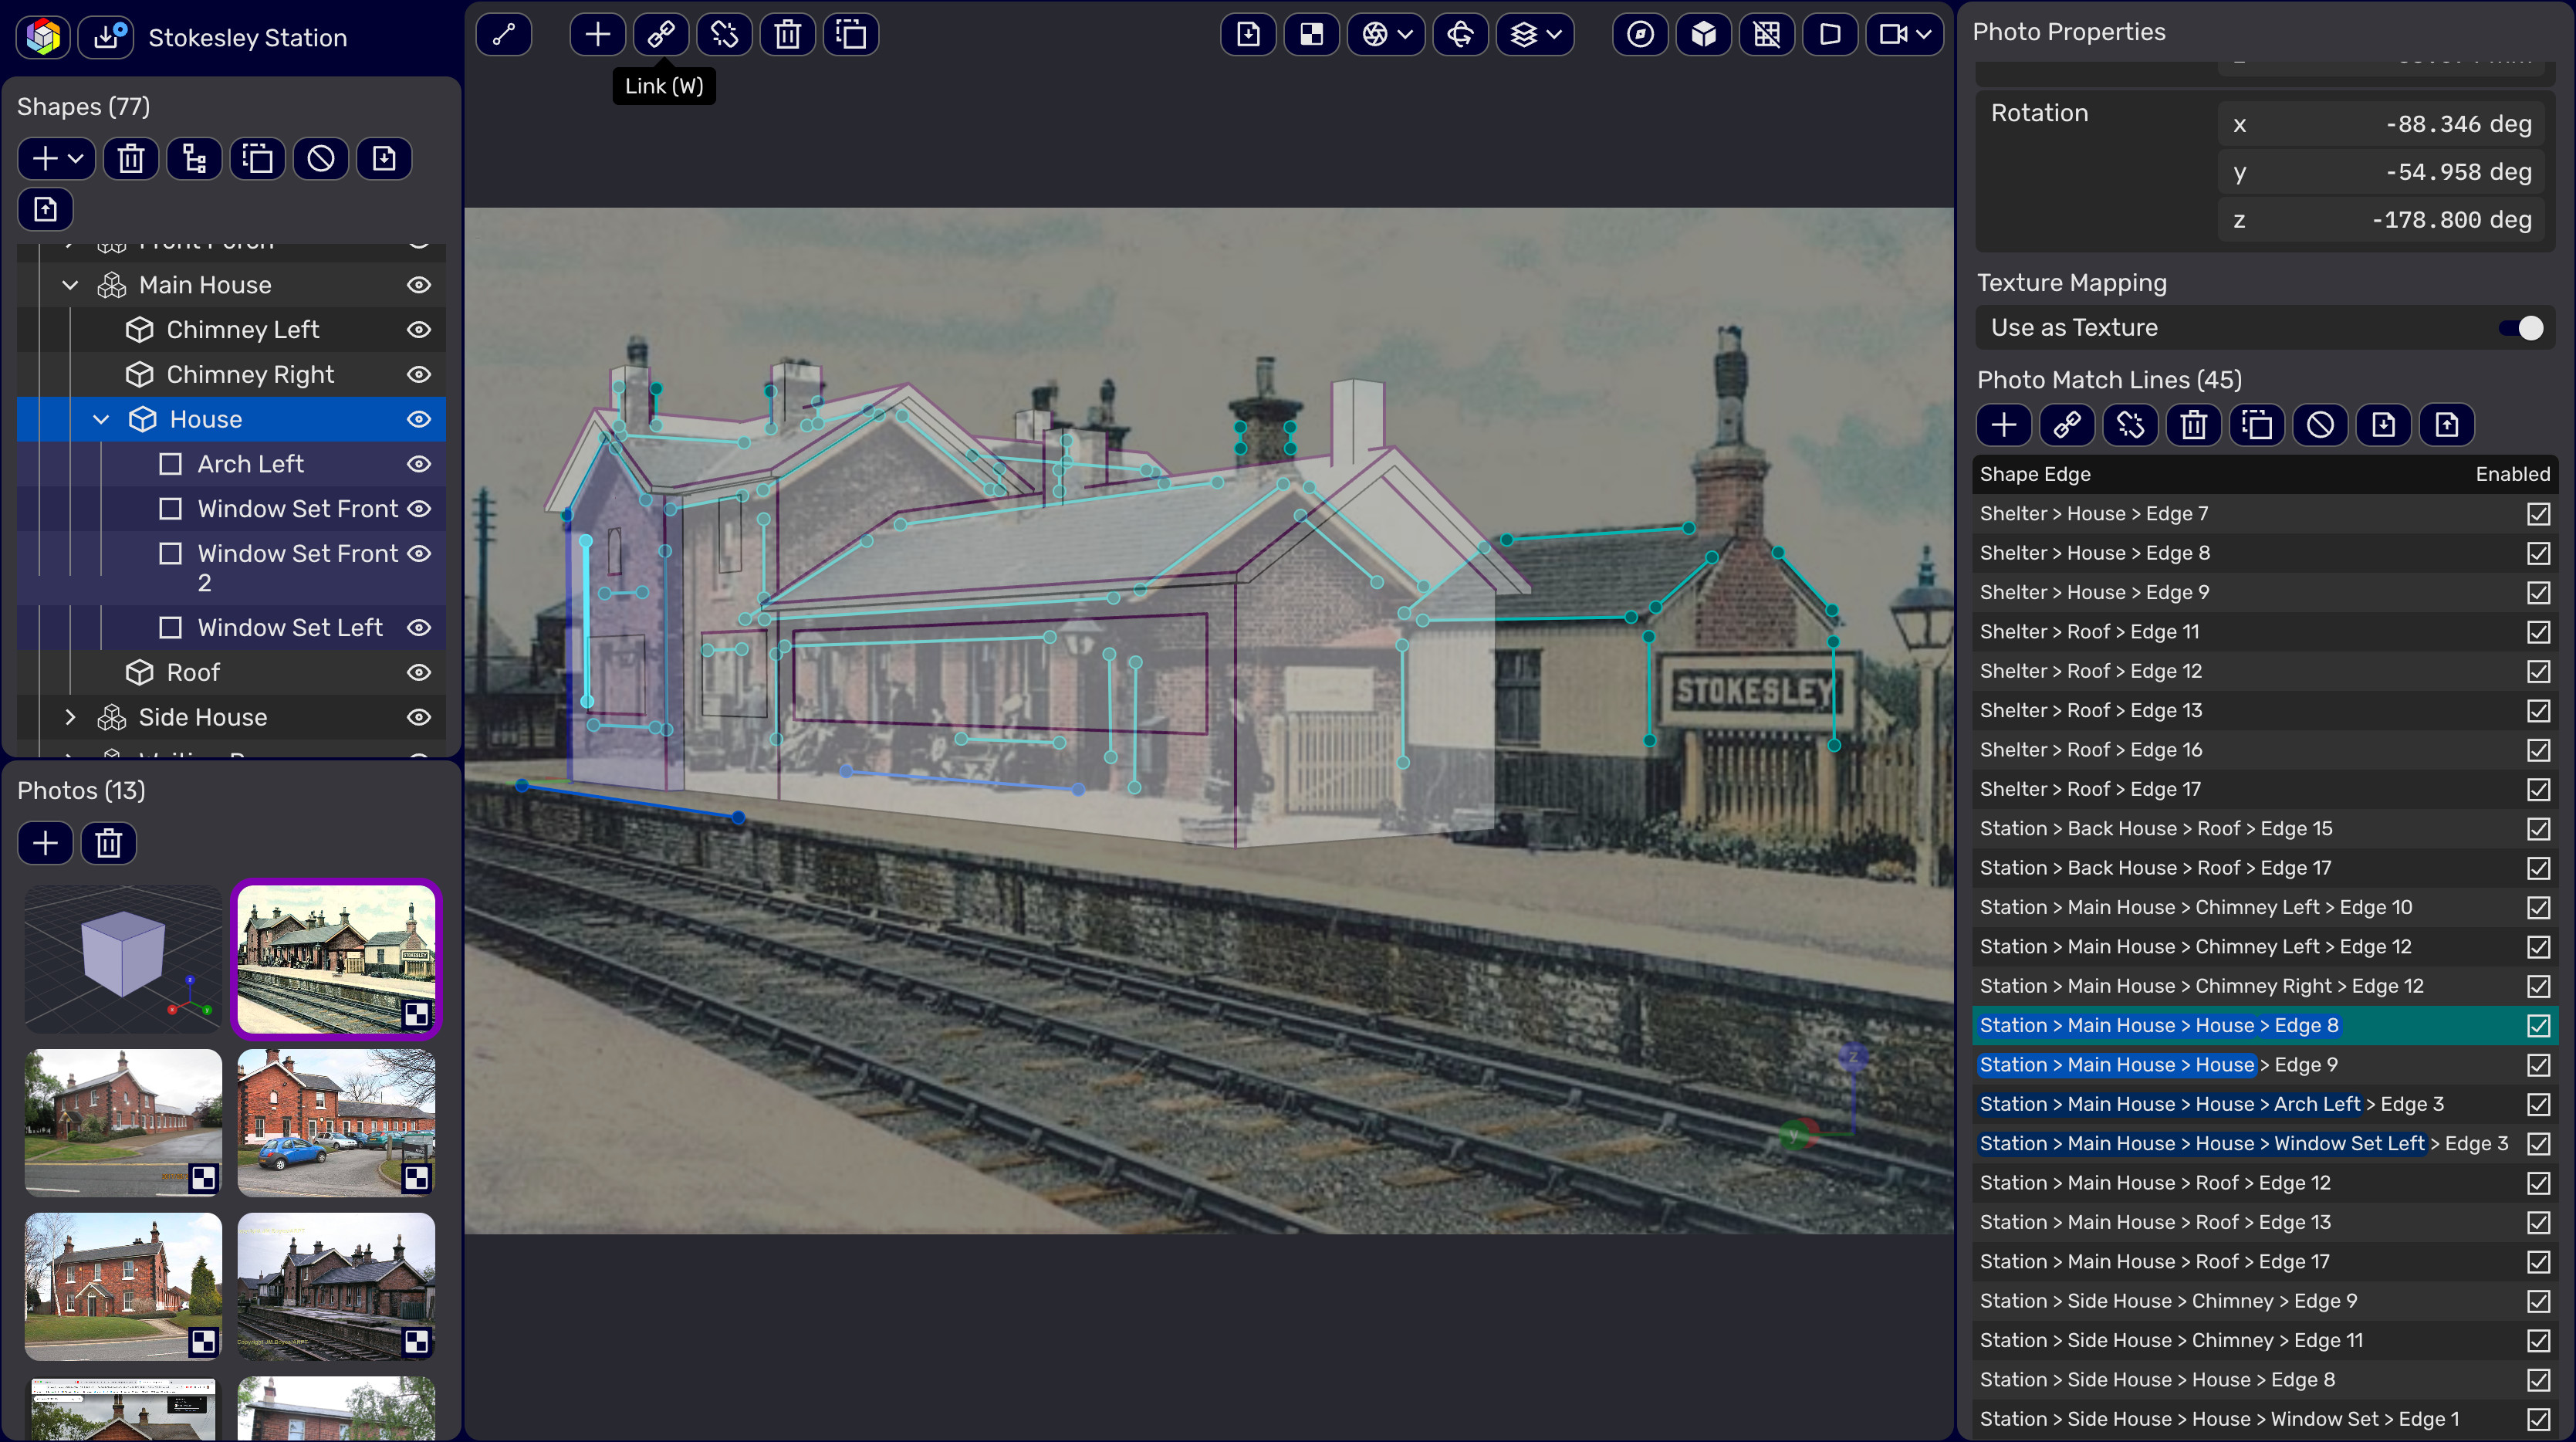 Stokesley Station
Link (W)
Photo Properties
Shapes (77)
Front Porch
Main House
Chimney Left
Chimney Right
House
Arch Left
Window Set Front
Window Set Front
2
Window Set Left
Roof
Side House
Photos (13)
STOKESLEY
z
y
Rotation
x -88.346 deg
y -54.958 deg
z -178.800 deg
Texture Mapping
Use as Texture
Photo Match Lines (45)
Shape Edge Enabled
Shelter > House > Edge 7
Shelter > House > Edge 8
Shelter > House > Edge 9
Shelter > Roof > Edge 11
Shelter > Roof > Edge 12
Shelter > Roof > Edge 13
Shelter > Roof > Edge 16
Shelter > Roof > Edge 17
Station > Back House > Roof > Edge 15
Station > Back House > Roof > Edge 17
Station > Main House > Chimney Left > Edge 10
Station > Main House > Chimney Left > Edge 12
Station > Main House > Chimney Right > Edge 12
Station > Main House > House > Edge 8
Station > Main House > House > Edge 9
Station > Main House > House > Arch Left > Edge 3
Station > Main House > House > Window Set Left > Edge 3
Station > Main House > Roof > Edge 12
Station > Main House > Roof > Edge 13
Station > Main House > Roof > Edge 17
Station > Side House > Chimney > Edge 9
Station > Side House > Chimney > Edge 11
Station > Side House > House > Edge 8
Station > Side House > House > Window Set > Edge 1